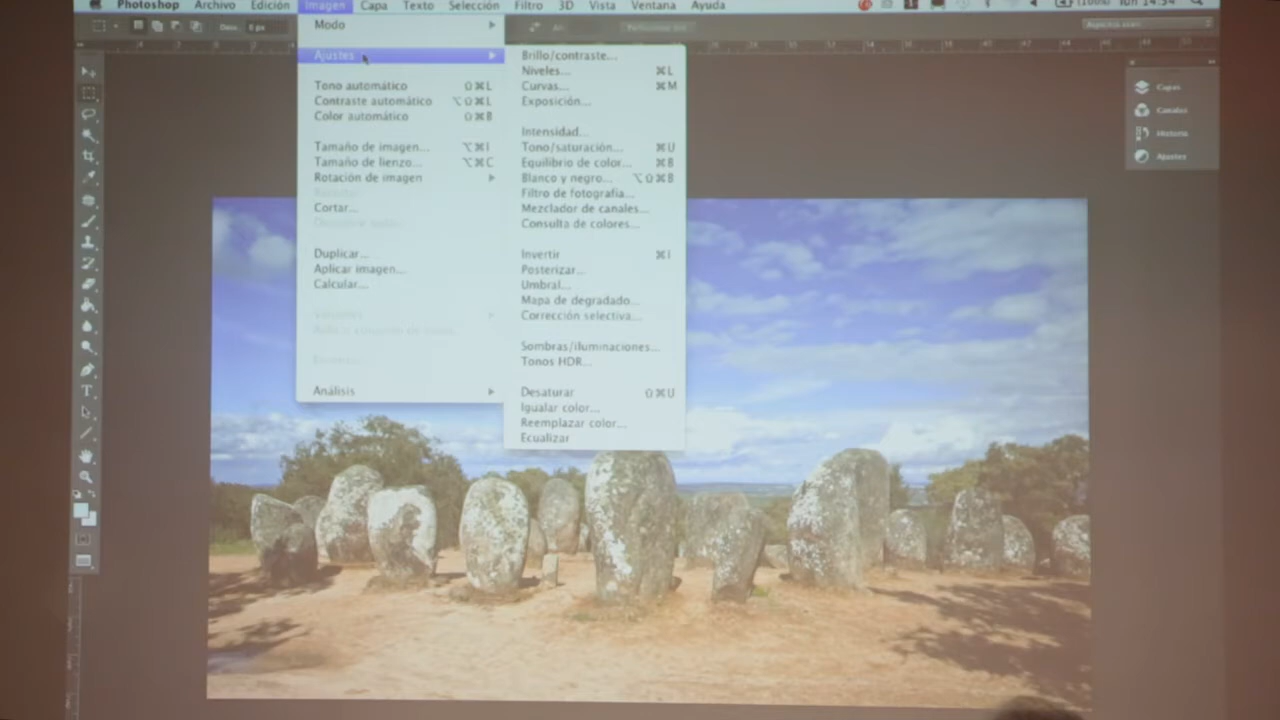 Photoshop Archivo Edición Imagen Capa Texto Selección Filtro 3D Vista Ventana Ayuda (100%) lun 14:54
Modo
Ajustes
Tono automático ⇧⌘L
Contraste automático ⌥⇧⌘L
Color automático ⇧⌘B
Tamaño de imagen... ⌥⌘I
Tamaño de lienzo... ⌥⌘C
Rotación de imagen
Cortar...
Duplicar...
Aplicar imagen...
Calcular...
Análisis
Brillo/contraste...
Niveles... ⌘L
Curvas... ⌘M
Exposición...
Intensidad...
Tono/saturación... ⌘U
Equilibrio de color... ⌘B
Blanco y negro... ⌥⇧⌘B
Filtro de fotografía...
Mezclador de canales...
Consulta de colores...
Invertir ⌘I
Posterizar...
Umbral...
Mapa de degradado...
Corrección selectiva...
Sombras/iluminaciones...
Tonos HDR...
Desaturar ⇧⌘U
Igualar color...
Reemplazar color...
Ecualizar
Capas
Canales
Historia
Ajustes